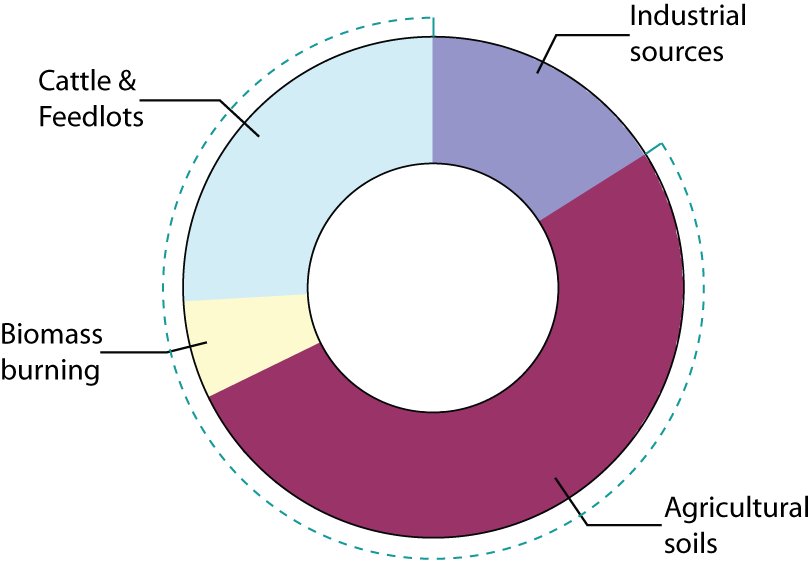 Industrial
sources
Cattle &
Feedlots
Biomass
burning
Agricultural
soils